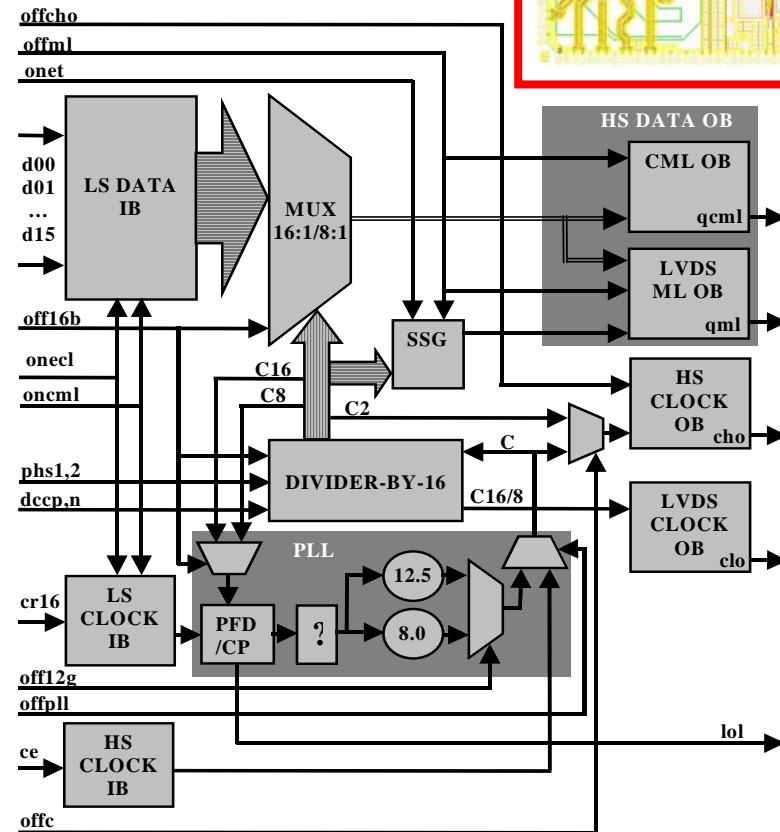 offcho
offml
onet
HS DATA OB
d00
d01
...
d15
LS DATA
IB
MUX
16:1/8:1
CML OB
qcml
LVDS
ML OB
qml
off16b
SSG
onecl
oncml
C16
C8
C2
HS
CLOCK
OB
cho
C
phs1,2
dccp,n
DIVIDER-BY-16
C16/8
LVDS
CLOCK
OB
clo
PLL
cr16
LS
CLOCK
IB
PFD
/CP
?
12.5
8.0
off12g
offpll
lol
ce
HS
CLOCK
IB
offc